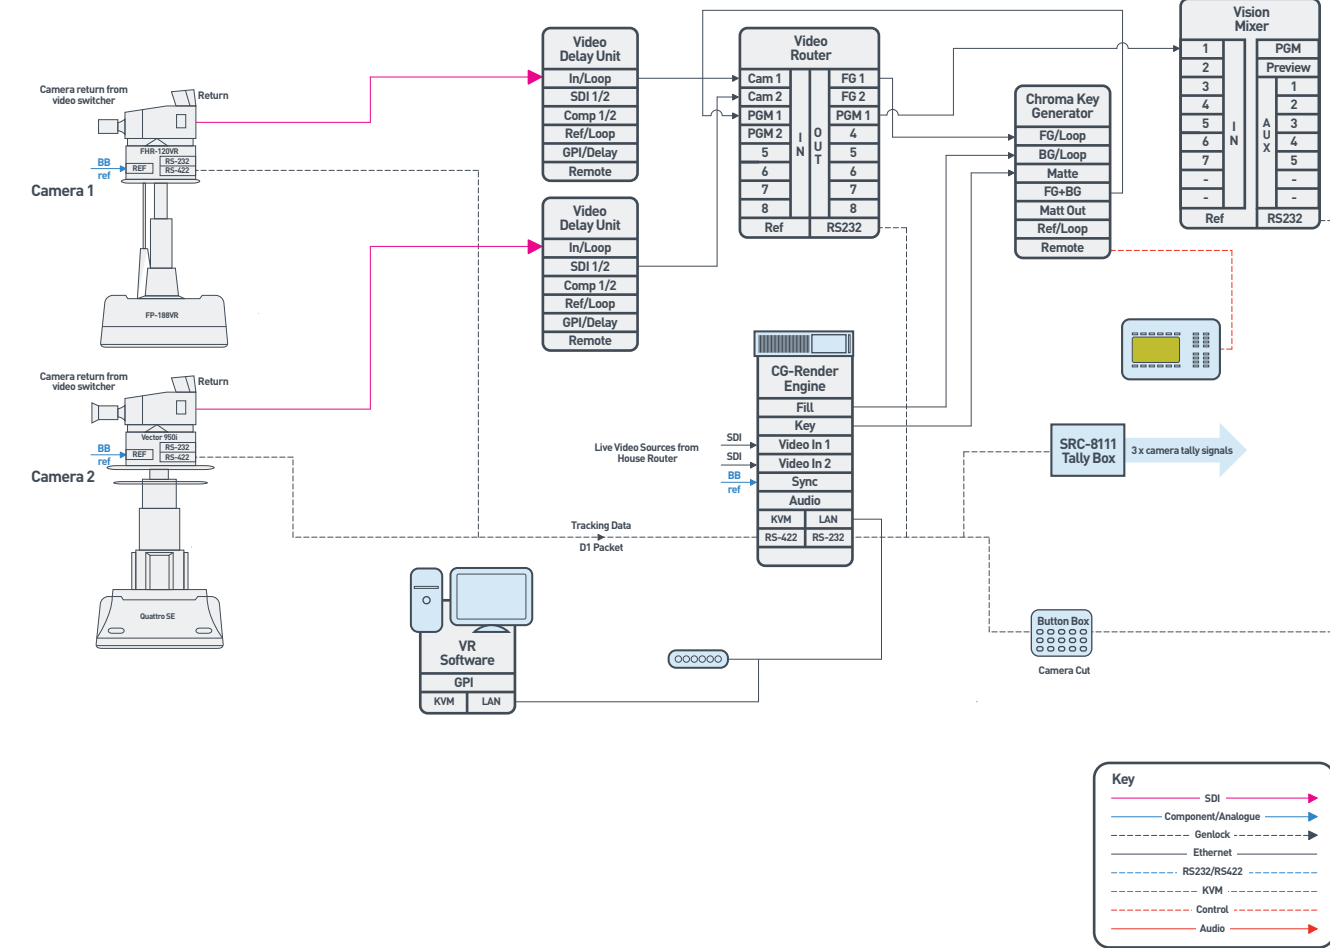 Camera return from
video switcher
Return
FHR-120VR
REF
RS-232
RS-422
BB
ref
Camera 1
FP-188VR
Camera return from
video switcher
Return
Vector 950i
REF
RS-232
RS-422
BB
ref
Camera 2
Quattro SE
Video
Delay Unit
In/Loop
SDI 1/2
Comp 1/2
Ref/Loop
GPI/Delay
Remote
Video
Delay Unit
In/Loop
SDI 1/2
Comp 1/2
Ref/Loop
GPI/Delay
Remote
Video
Router
Cam 1
Cam 2
PGM 1
PGM 2
5
6
7
8
IN
OUT
FG 1
FG 2
PGM 1
4
5
6
7
8
Ref
RS232
Chroma Key
Generator
FG/Loop
BG/Loop
Matte
FG+BG
Matt Out
Ref/Loop
Remote
Vision
Mixer
1
2
3
4
5
6
7
-
-
IN
PGM
Preview
AUX
1
2
3
4
5
-
-
Ref
RS232
CG-Render
Engine
Fill
Key
Video In 1
Video In 2
Sync
Audio
KVM
LAN
RS-422
RS-232
Live Video Sources from
House Router
SDI
SDI
BB
ref
Tracking Data
D1 Packet
SRC-8111
Tally Box
3 x camera tally signals
Button Box
Camera Cut
VR
Software
GPI
KVM
LAN
Key
SDI
Component/Analogue
Genlock
Ethernet
RS232/RS422
KVM
Control
Audio